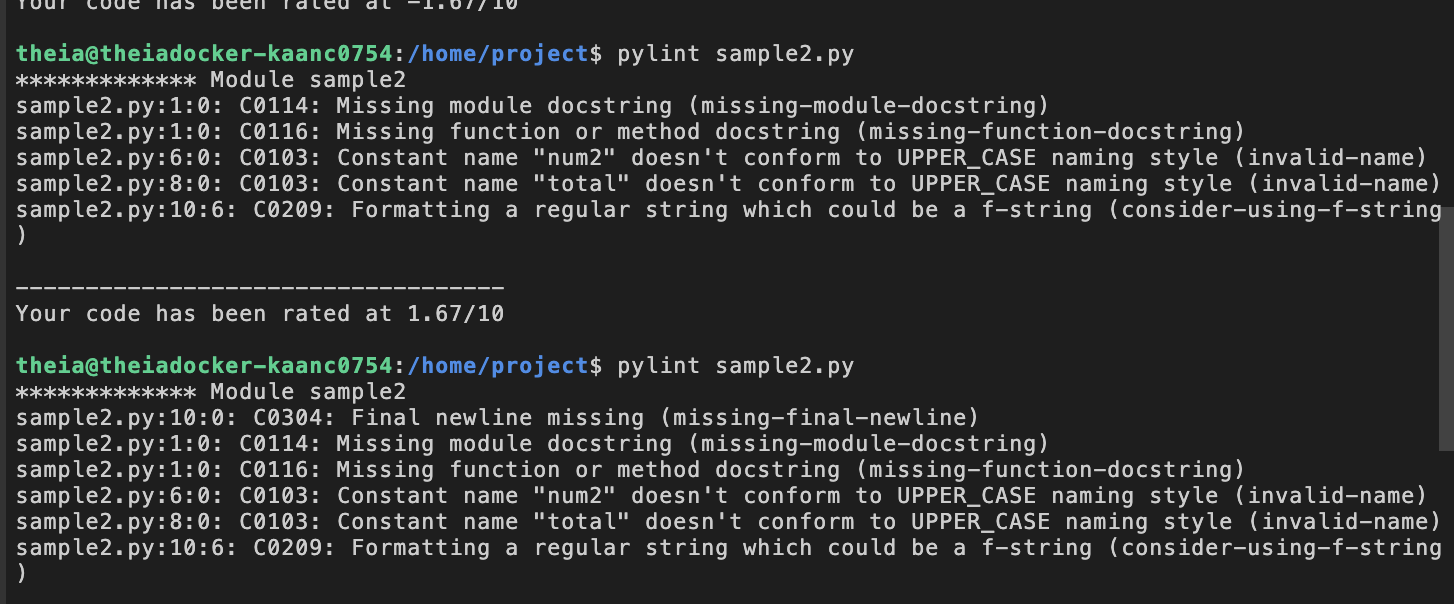 Your code has been rated at -1.67/10
theia@theiadocker-kaanc0754:/home/project$ pylint sample2.py
************* Module sample2
sample2.py:1:0: C0114: Missing module docstring (missing-module-docstring)
sample2.py:1:0: C0116: Missing function or method docstring (missing-function-docstring)
sample2.py:6:0: C0103: Constant name "num2" doesn't conform to UPPER_CASE naming style (invalid-name)
sample2.py:8:0: C0103: Constant name "total" doesn't conform to UPPER_CASE naming style (invalid-name)
sample2.py:10:6: C0209: Formatting a regular string which could be a f-string (consider-using-f-string
)
-----------------------------------
Your code has been rated at 1.67/10
theia@theiadocker-kaanc0754:/home/project$ pylint sample2.py
************* Module sample2
sample2.py:10:0: C0304: Final newline missing (missing-final-newline)
sample2.py:1:0: C0114: Missing module docstring (missing-module-docstring)
sample2.py:1:0: C0116: Missing function or method docstring (missing-function-docstring)
sample2.py:6:0: C0103: Constant name "num2" doesn't conform to UPPER_CASE naming style (invalid-name)
sample2.py:8:0: C0103: Constant name "total" doesn't conform to UPPER_CASE naming style (invalid-name)
sample2.py:10:6: C0209: Formatting a regular string which could be a f-string (consider-using-f-string
)